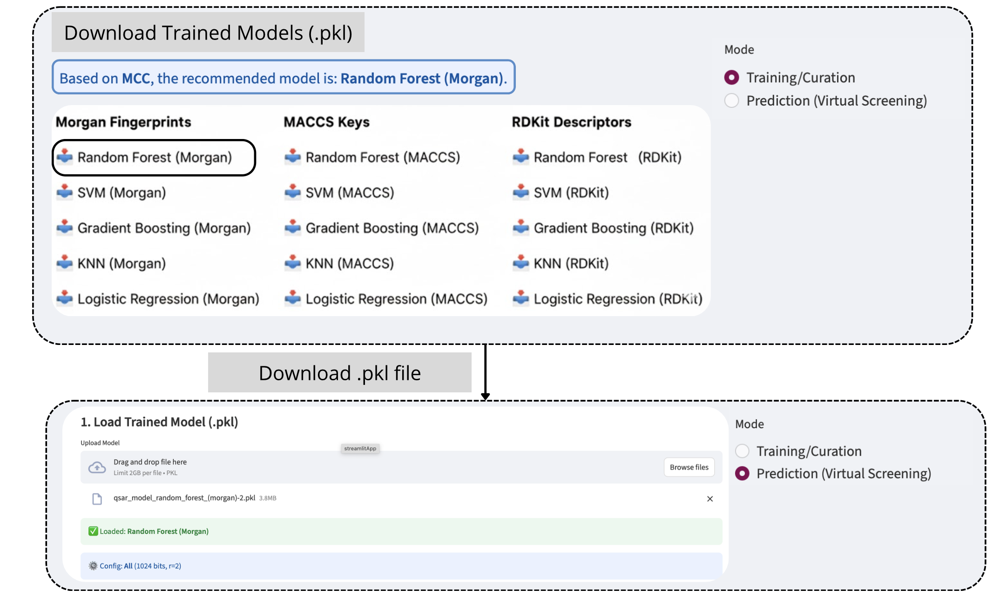 Download Trained Models (.pkl)
Based on MCC, the recommended model is: Random Forest (Morgan).
Mode
Training/Curation
Prediction (Virtual Screening)
Morgan Fingerprints
Random Forest (Morgan)
SVM (Morgan)
Gradient Boosting (Morgan)
KNN (Morgan)
Logistic Regression (Morgan)
MACCS Keys
Random Forest (MACCS)
SVM (MACCS)
Gradient Boosting (MACCS)
KNN (MACCS)
Logistic Regression (MACCS)
RDKit Descriptors
Random Forest (RDKit)
SVM (RDKit)
Gradient Boosting (RDKit)
KNN (RDKit)
Logistic Regression (RDKit)
Download .pkl file
1. Load Trained Model (.pkl)
Upload Model
streamlitApp
Drag and drop file here
Limit 2GB per file • PKL
Browse files
qsar_model_random_forest_(morgan)-2.pkl 3.8MB
Loaded: Random Forest (Morgan)
Config: All (1024 bits, r=2)
Mode
Training/Curation
Prediction (Virtual Screening)